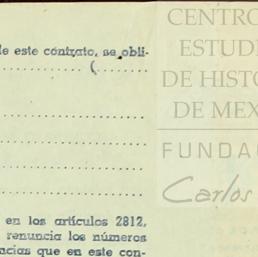 de este contrato, se obli-
(
en los artículos 2812,
renuncia los números
ncias que en este con-
CENTRO
ESTUDI
DE HISTO
DE MEX
FUNDAC
Carlos